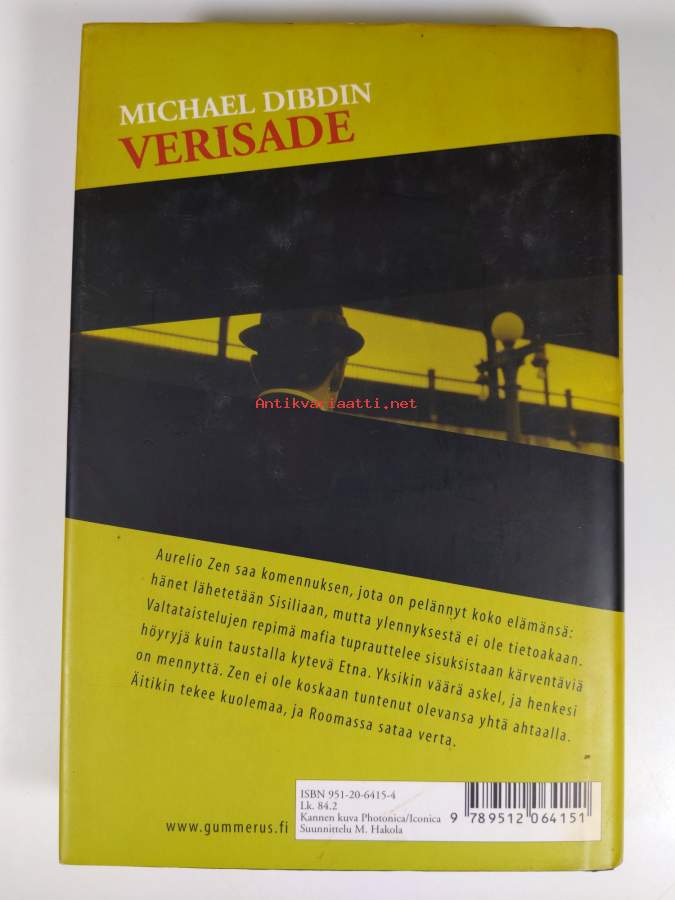 MICHAEL DIBDIN
VERISADE
Antikvariaatti.net
Aurelio Zen saa komennuksen, jota on pelännyt koko elämänsä:
hänet lähetetään Sisiliaan, mutta ylennyksestä ei ole tietoakaan.
Valtataistelujen repimä mafia tuprauttelee sisuksistaan kärventäviä
höyryjä kuin taustalla kytevä Etna. Yksikin väärä askel, ja henkesi
on mennyttä. Zen ei ole koskaan tuntenut olevansa yhtä ahtaalla.
Äitikin tekee kuolemaa, ja Roomassa sataa verta.
www.gummerus.fi
ISBN 951-20-6415-4
Lk. 84.2
Kannen kuva Photonica/Iconica
Suunnittelu M. Hakola
9 789512 064151